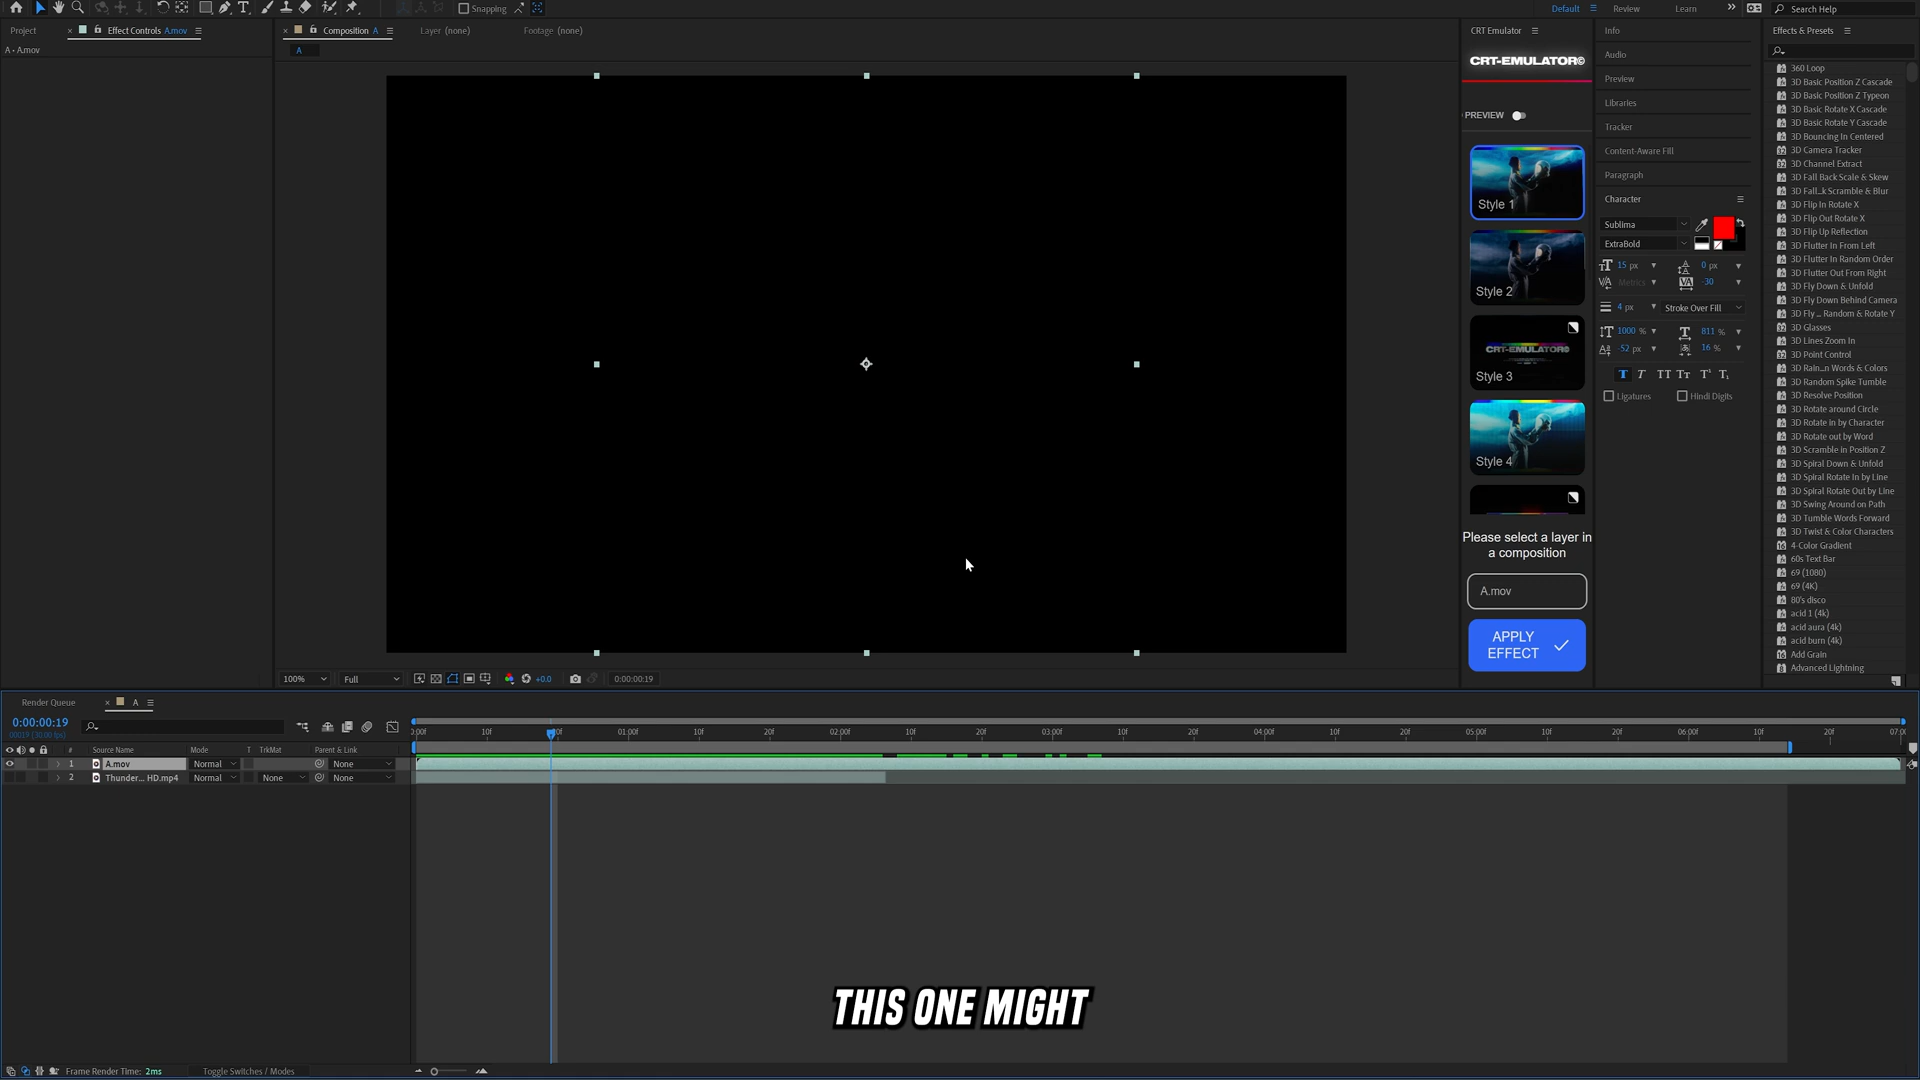 Snapping
Default
Review
Learn
Search Help
Project
Effect Controls A.mov
Composition A
Layer (none)
Footage (none)
A • A.mov
A
CRT Emulator
CRT-EMULATOR©
PREVIEW
Style 1
Style 2
CRT-EMULATOR©
Style 3
Style 4
Please select a layer in
a composition
A.mov
APPLY
EFFECT
Info
Audio
Preview
Libraries
Tracker
Content-Aware Fill
Paragraph
Character
Sublima
ExtraBold
15 px
0 px
Metrics
-30
4 px
Stroke Over Fill
1000 %
811 %
-52 px
16 %
Ligatures
Hindi Digits
Effects & Presets
360 Loop
3D Basic Position Z Cascade
3D Basic Position Z Typeon
3D Basic Rotate X Cascade
3D Basic Rotate Y Cascade
3D Bouncing In Centered
3D Camera Tracker
3D Channel Extract
3D Fall Back Scale & Skew
3D Fall...k Scramble & Blur
3D Flip In Rotate X
3D Flip Out Rotate X
3D Flip Up Reflection
3D Flutter In From Left
3D Flutter In Random Order
3D Flutter Out From Right
3D Fly Down & Unfold
3D Fly Down Behind Camera
3D Fly ... Random & Rotate Y
3D Glasses
3D Lines Zoom In
3D Point Control
3D Rain...n Words & Colors
3D Random Spike Tumble
3D Resolve Position
3D Rotate around Circle
3D Rotate in by Character
3D Rotate out by Word
3D Scramble in Position Z
3D Spiral Down & Unfold
3D Spiral Rotate In by Line
3D Spiral Rotate Out by Line
3D Swing Around on Path
3D Tumble Words Forward
3D Twist & Color Characters
4-Color Gradient
60s Text Bar
69 (1080)
69 (4K)
80's disco
acid 1 (4k)
acid aura (4k)
acid burn (4k)
Add Grain
Advanced Lightning
100%
Full
+0.0
0:00:00:19
Render Queue
A
0:00:00:19
00019 (30.00 fps)
Source Name
Mode
T
TrkMat
Parent & Link
1
A.mov
Normal
None
2
Thunder... HD.mp4
Normal
None
None
0:00f
10f
20f
01:00f
10f
20f
02:00f
10f
20f
03:00f
10f
20f
04:00f
10f
20f
05:00f
10f
20f
06:00f
10f
20f
07:00
THIS ONE MIGHT
Frame Render Time: 2ms
Toggle Switches / Modes